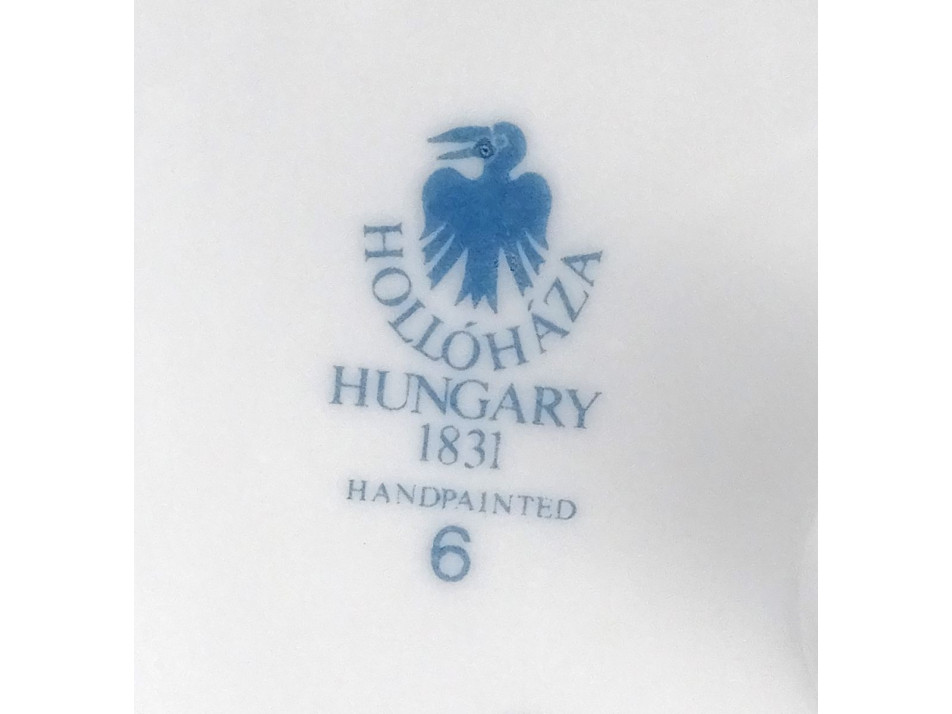 HOLLÓHÁZA
HUNGARY
1831
HANDPAINTED
6